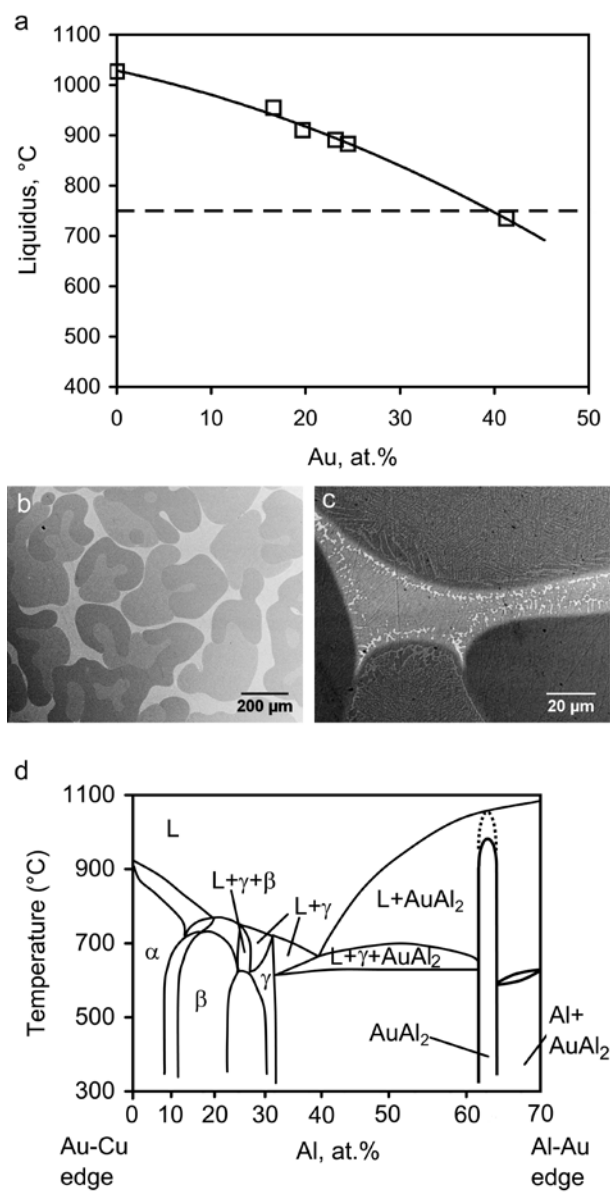 a
1100
1000
900
800
700
600
500
400
Liquidus, °C
0 10 20 30 40 50
Au, at.%
b
200 µm
c
20 µm
d
1100
900
700
500
300
Temperature (°C)
L
L+γ+β
L+γ
L+AuAl₂
L+γ+AuAl₂
α
β
γ
AuAl₂
Al+
AuAl₂
0 10 20 30 40 50 60 70
Au-Cu
edge
Al, at.%
Al-Au
edge